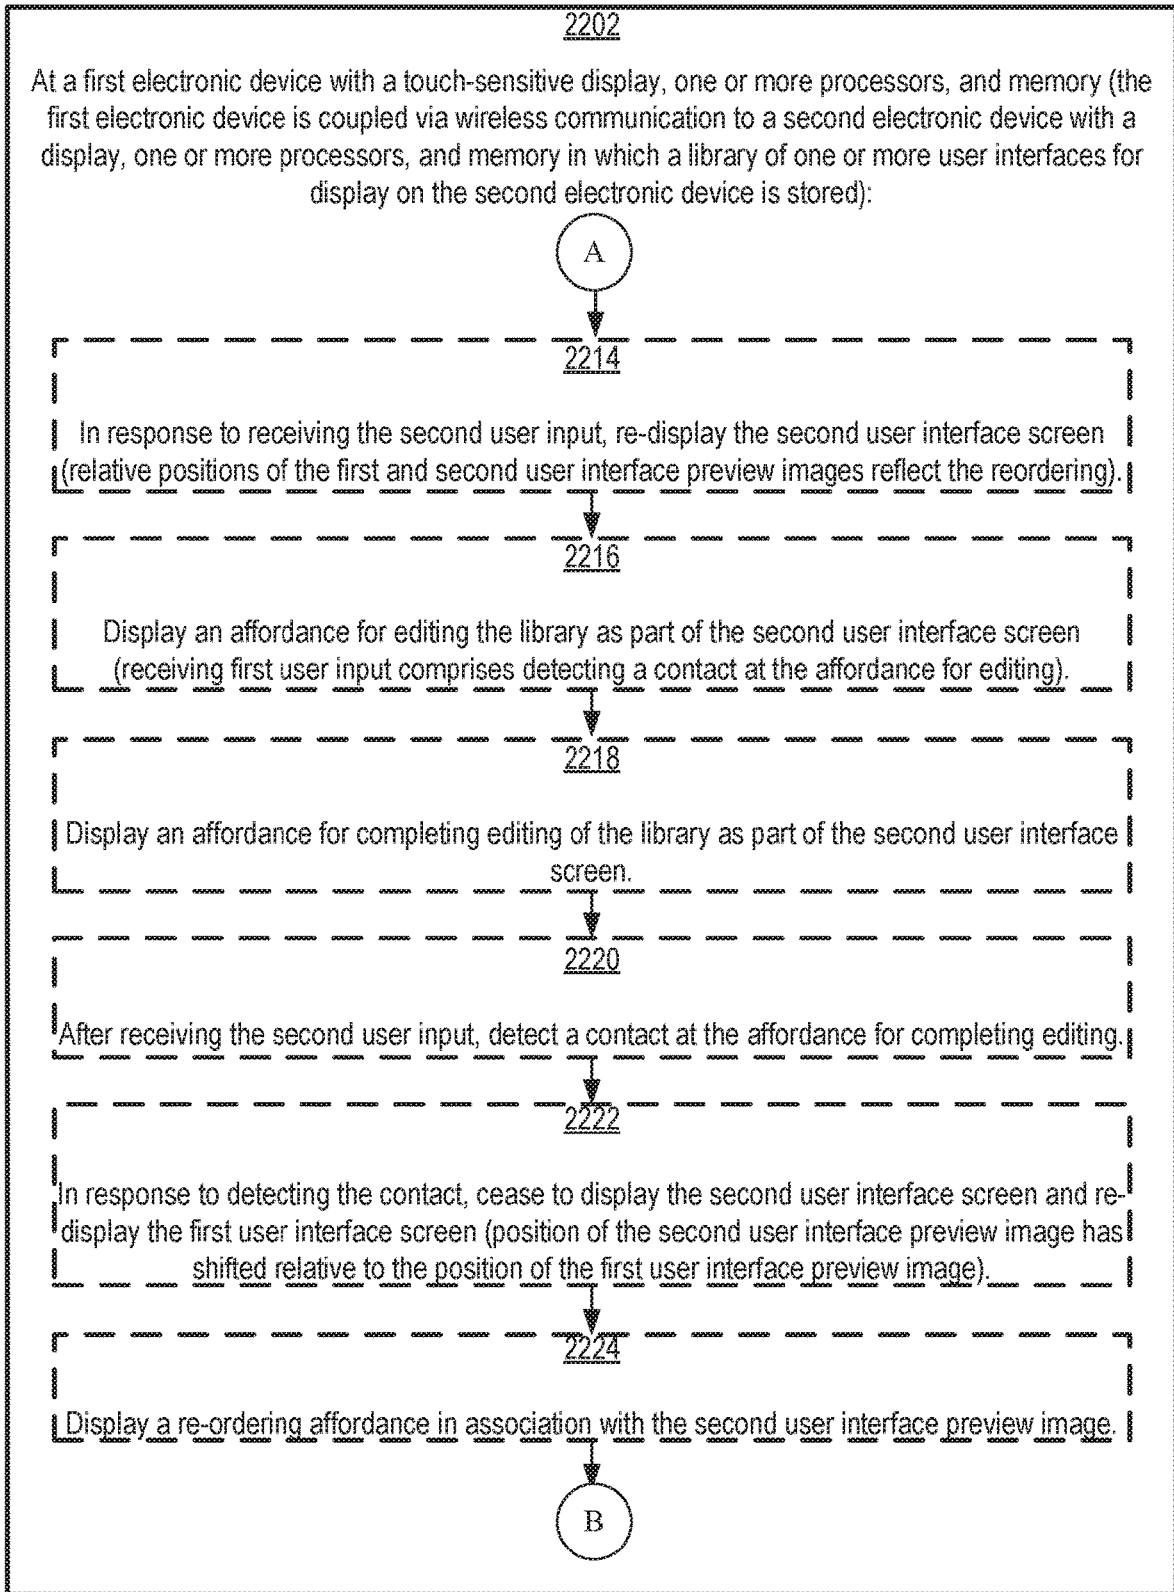 2202
At a first electronic device with a touch-sensitive display, one or more processors, and memory (the
first electronic device is coupled via wireless communication to a second electronic device with a
display, one or more processors, and memory in which a library of one or more user interfaces for
display on the second electronic device is stored):
A
2214
In response to receiving the second user input, re-display the second user interface screen
(relative positions of the first and second user interface preview images reflect the reordering).
2216
Display an affordance for editing the library as part of the second user interface screen
(receiving first user input comprises detecting a contact at the affordance for editing).
2218
Display an affordance for completing editing of the library as part of the second user interface
screen.
2220
After receiving the second user input, detect a contact at the affordance for completing editing.
2222
In response to detecting the contact, cease to display the second user interface screen and re-
display the first user interface screen (position of the second user interface preview image has
shifted relative to the position of the first user interface preview image).
2224
Display a re-ordering affordance in association with the second user interface preview image.
B